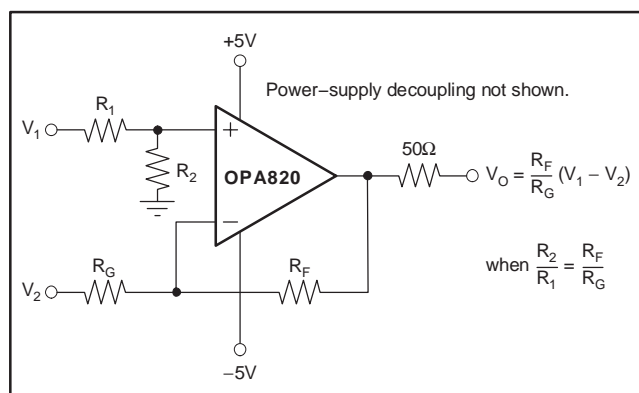 +5V
Power−supply decoupling not shown.
R1
V1
+
R2
OPA820
−
50Ω
VO = RF/RG (V1 − V2)
when R2/R1 = RF/RG
RG
RF
V2
−5V